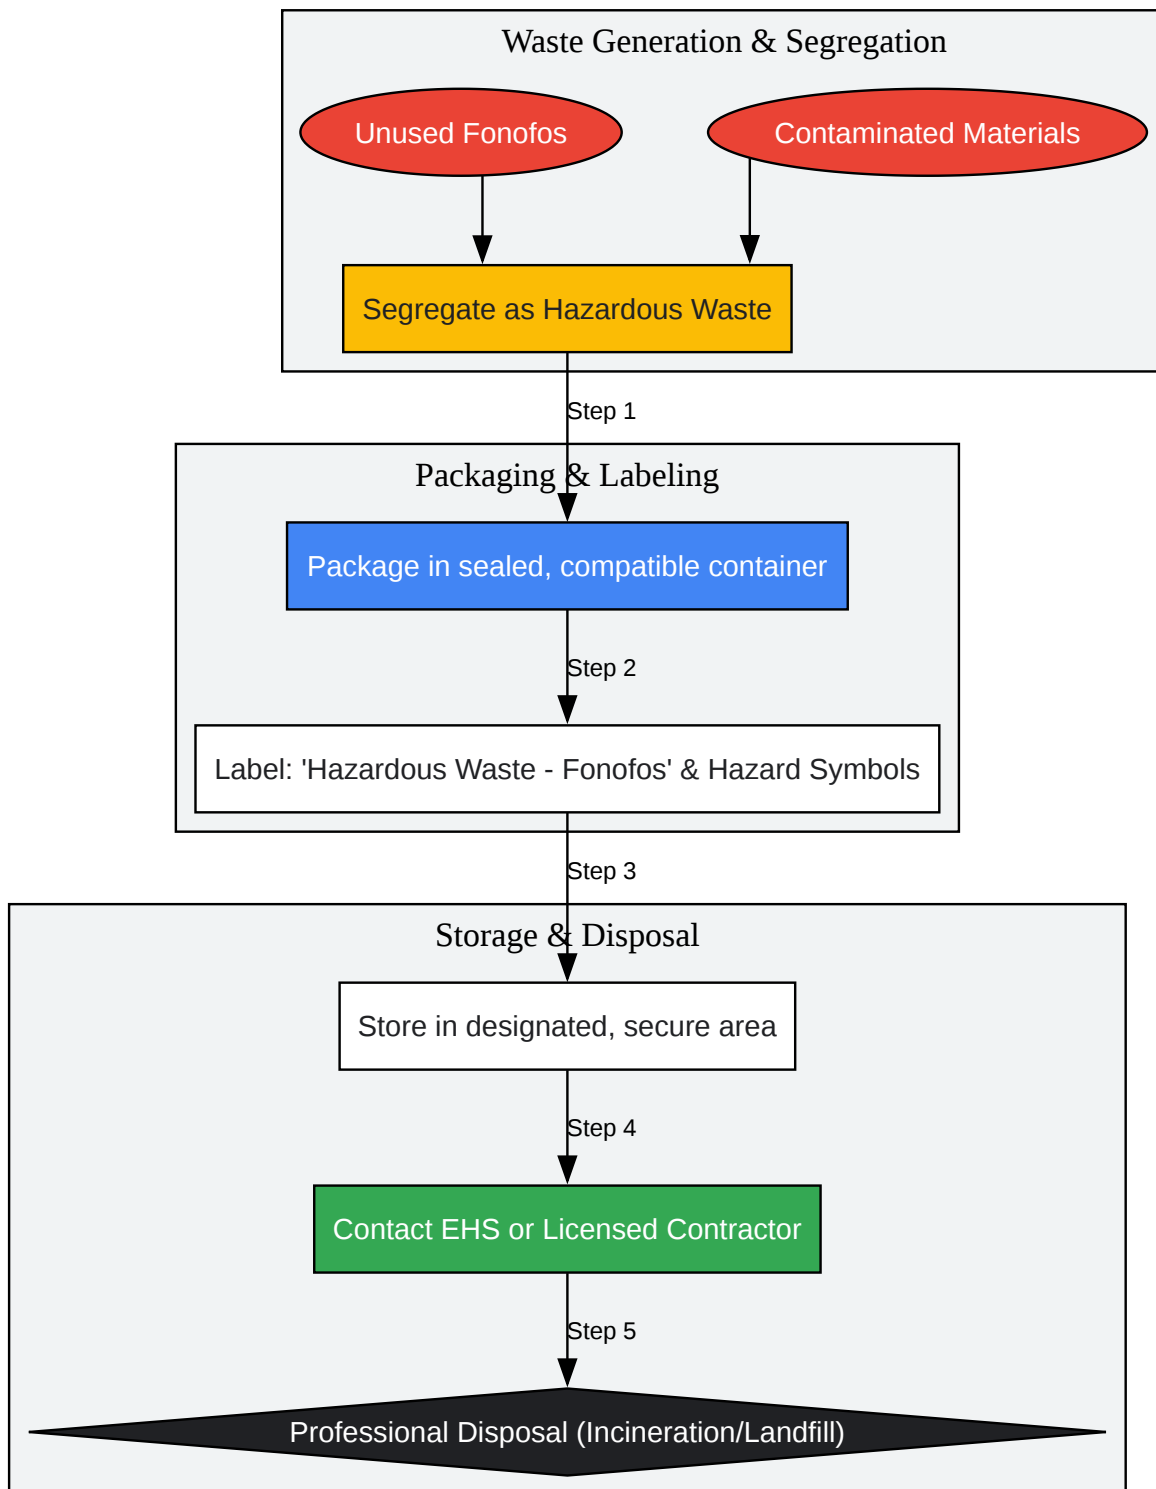 Waste Generation & Segregation
Unused Fonofos
Contaminated Materials
Segregate as Hazardous Waste
Step 1
Packaging & Labeling
Package in sealed, compatible container
Step 2
Label: 'Hazardous Waste - Fonofos' & Hazard Symbols
Step 3
Storage & Disposal
Store in designated, secure area
Step 4
Contact EHS or Licensed Contractor
Step 5
Professional Disposal (Incineration/Landfill)